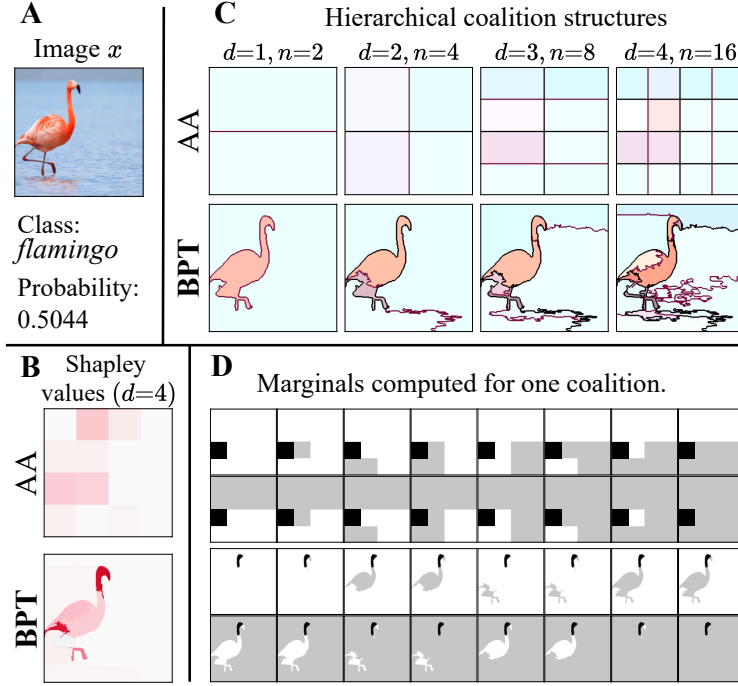 A
Image x
Class:
flamingo
Probability:
0.5044
C
Hierarchical coalition structures
d=1, n=2
d=2, n=4
d=3, n=8
d=4, n=16
AA
BPT
B
Shapley
values (d=4)
AA
BPT
D
Marginals computed for one coalition.